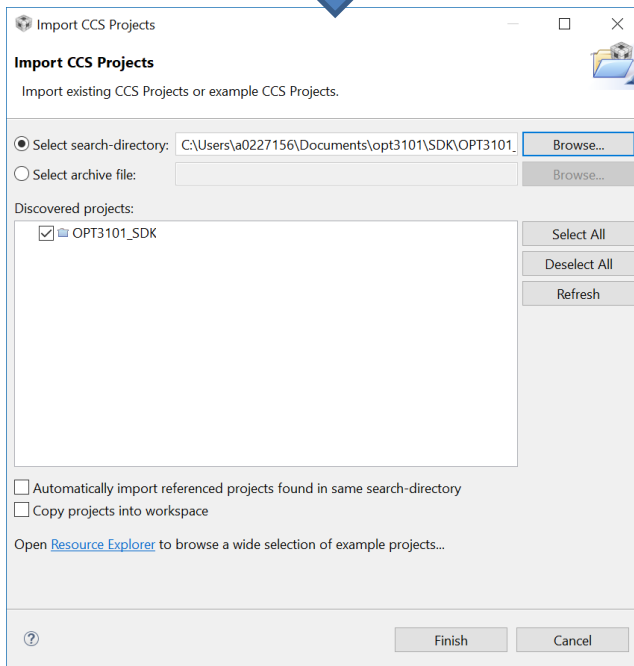 Import CCS Projects
Import CCS Projects
Import existing CCS Projects or example CCS Projects.
Select search-directory: C:\Users\a0227156\Documents\opt3101\SDK\OPT3101_ Browse...
Select archive file: Browse...
Discovered projects:
OPT3101_SDK
Select All
Deselect All
Refresh
Automatically import referenced projects found in same search-directory
Copy projects into workspace
Open Resource Explorer to browse a wide selection of example projects...
? Finish Cancel